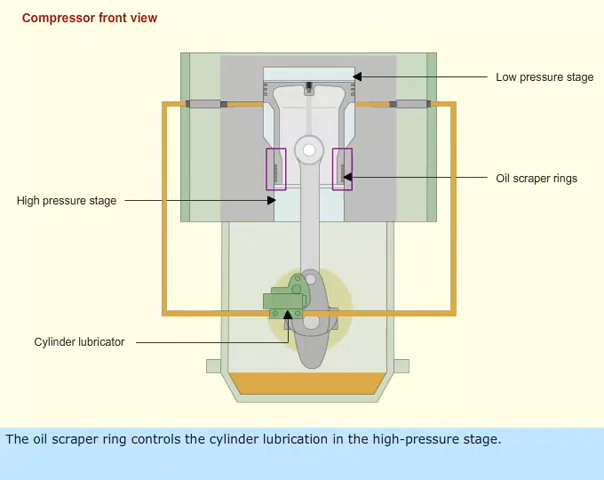 Compressor front view
Low pressure stage
Oil scraper rings
High pressure stage
Cylinder lubricator
The oil scraper ring controls the cylinder lubrication in the high-pressure stage.